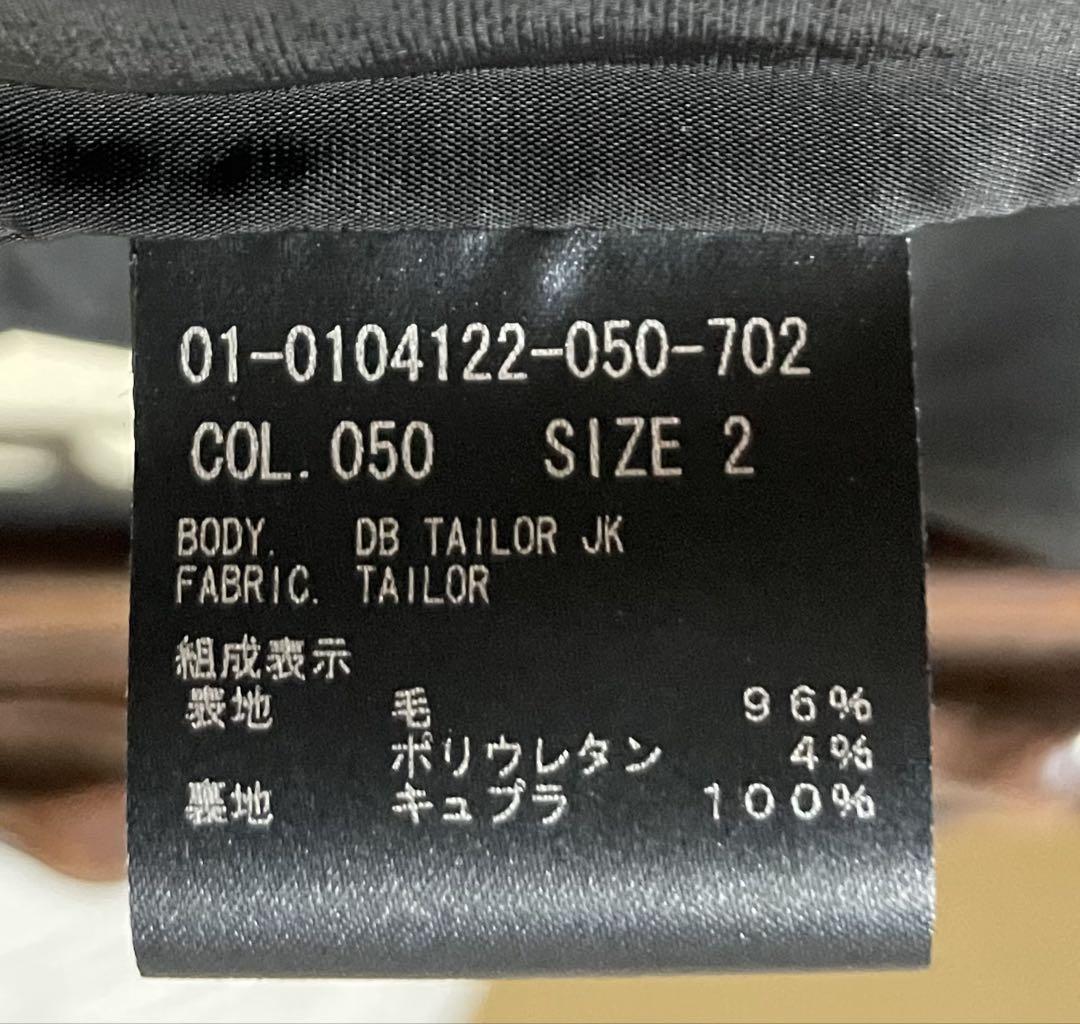 01-0104122-050-702
COL. 050 SIZE 2
BODY. DB TAILOR JK
FABRIC. TAILOR
組成表示
表地 毛 96%
ポリウレタン 4%
裏地 キュプラ 100%